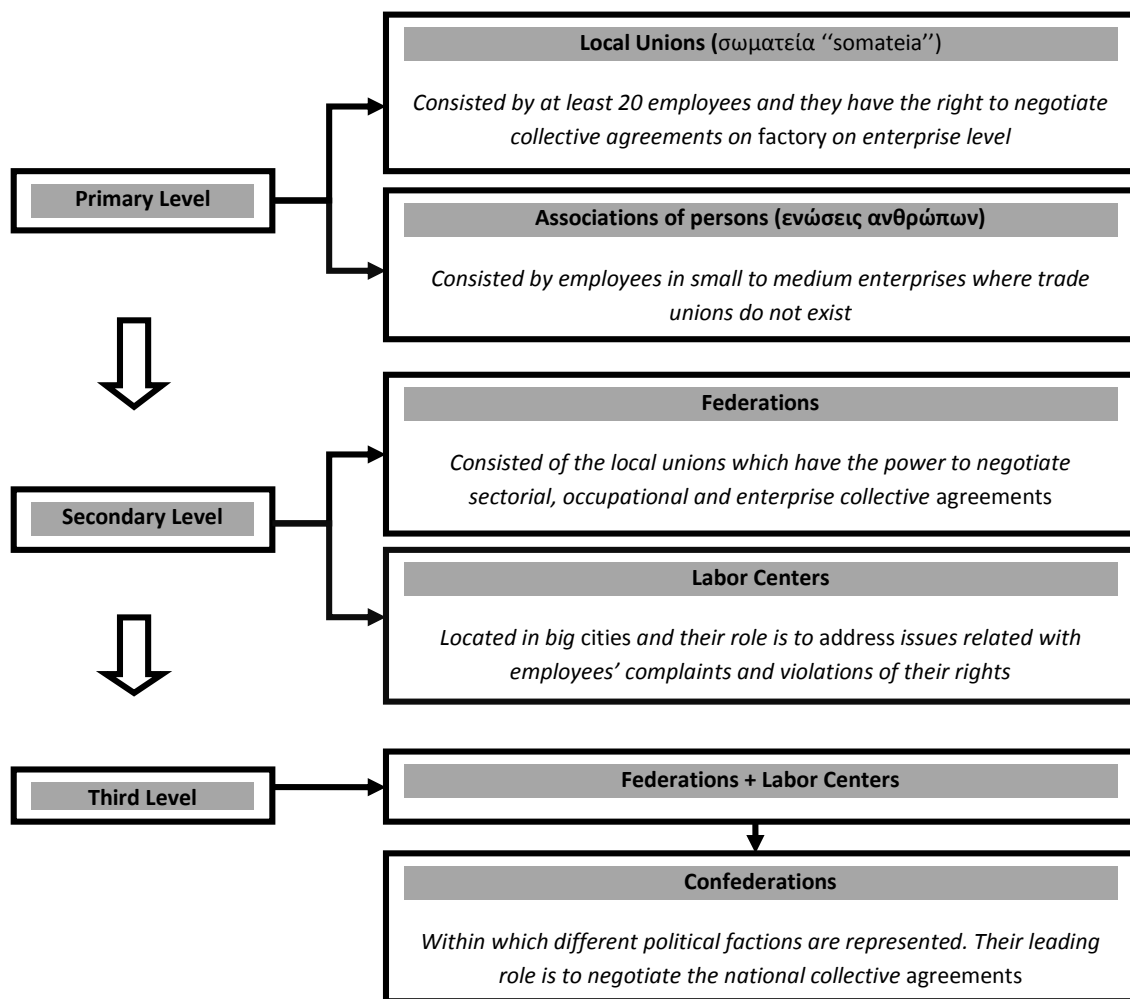 Local Unions (σωματεία ‘‘somateia’’)
Consisted by at least 20 employees and they have the right to negotiate
collective agreements on factory on enterprise level
Primary Level
Associations of persons (ενώσεις ανθρώπων)
Consisted by employees in small to medium enterprises where trade
unions do not exist
Federations
Consisted of the local unions which have the power to negotiate
sectorial, occupational and enterprise collective agreements
Secondary Level
Labor Centers
Located in big cities and their role is to address issues related with
employees’ complaints and violations of their rights
Third Level
Federations + Labor Centers
Confederations
Within which different political factions are represented. Their leading
role is to negotiate the national collective agreements